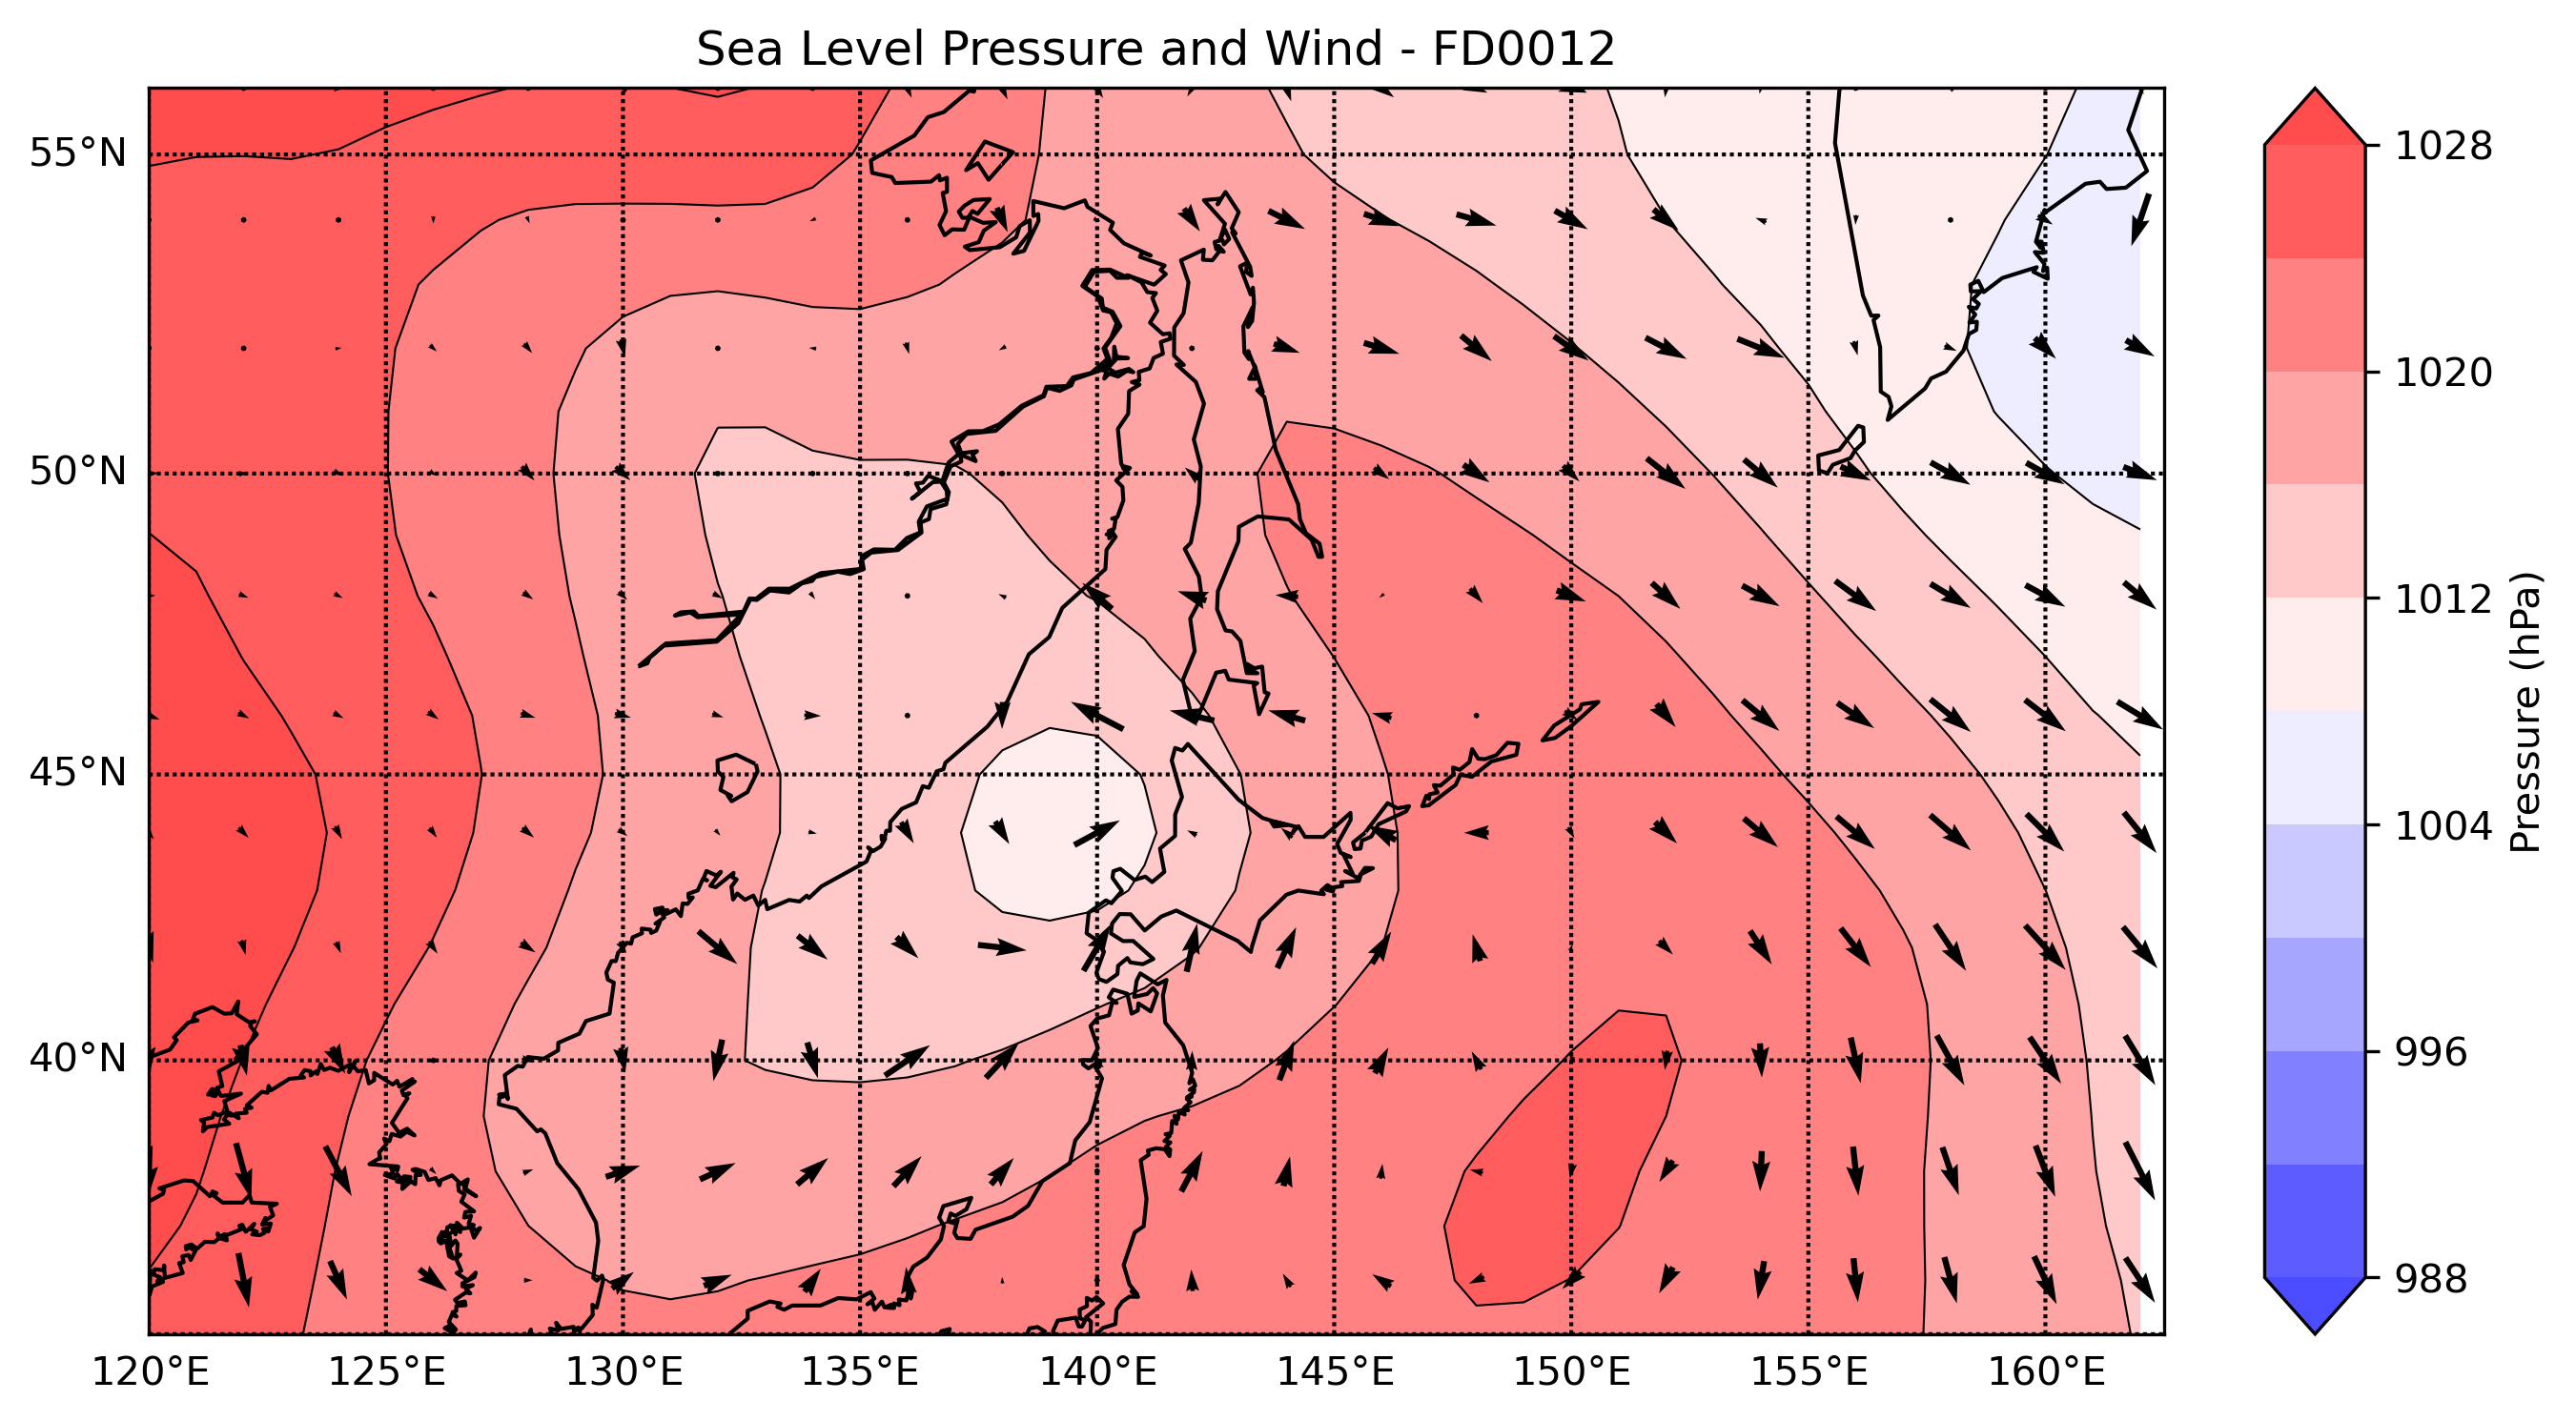 Sea Level Pressure and Wind - FD0012
55°N
50°N
45°N
40°N
120°E 125°E 130°E 135°E 140°E 145°E 150°E 155°E 160°E
1028
1020
1012
1004
996
988
Pressure (hPa)